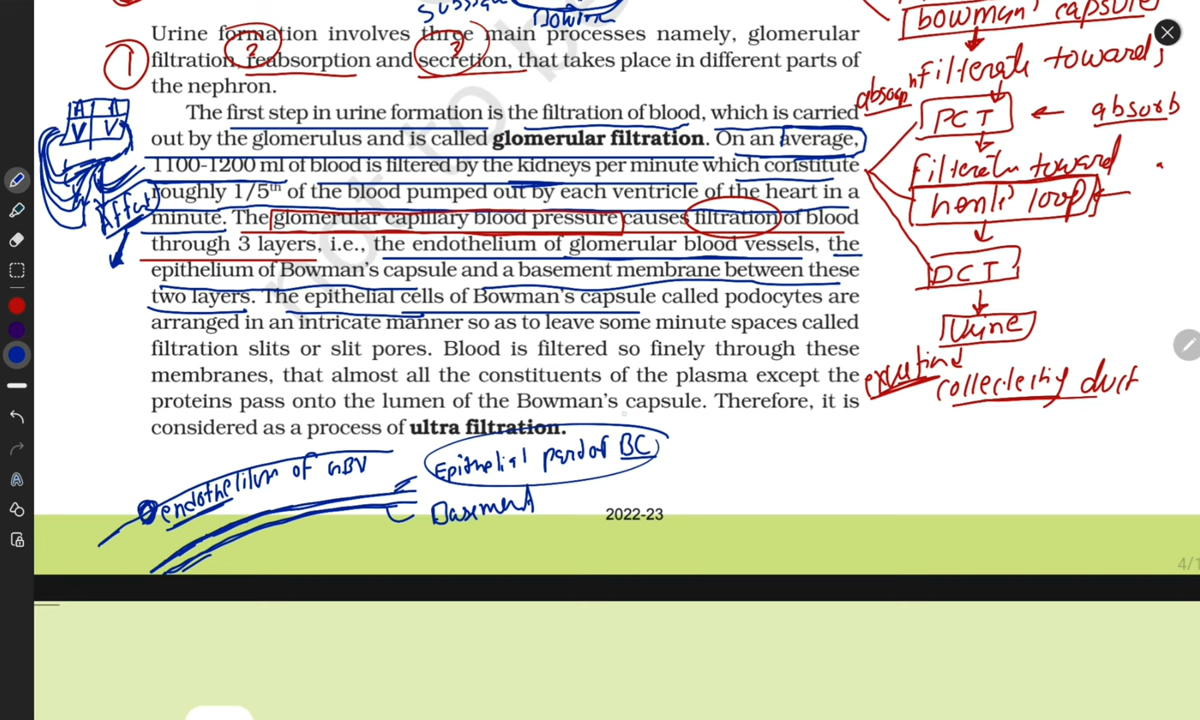 bowman' capsule
Urine formation involves three main processes namely, glomerular
filtration, reabsorption and secretion, that takes place in different parts of
the nephron.
The first step in urine formation is the filtration of blood, which is carried
out by the glomerulus and is called glomerular filtration. On an average,
1100-1200 ml of blood is filtered by the kidneys per minute which constitute
roughly 1/5th of the blood pumped out by each ventricle of the heart in a
minute. The glomerular capillary blood pressure causes filtration of blood
through 3 layers, i.e., the endothelium of glomerular blood vessels, the
epithelium of Bowman's capsule and a basement membrane between these
two layers. The epithelial cells of Bowman's capsule called podocytes are
arranged in an intricate manner so as to leave some minute spaces called
filtration slits or slit pores. Blood is filtered so finely through these
membranes, that almost all the constituents of the plasma except the
proteins pass onto the lumen of the Bowman's capsule. Therefore, it is
considered as a process of ultra filtration.
1
2
3
A A
V V
filterate toward
PCT ← absorb
toward
loop
DCT
Urine
duct
endothelium of GBV
Epithelial part of BC
Basement
2022-23
4/1